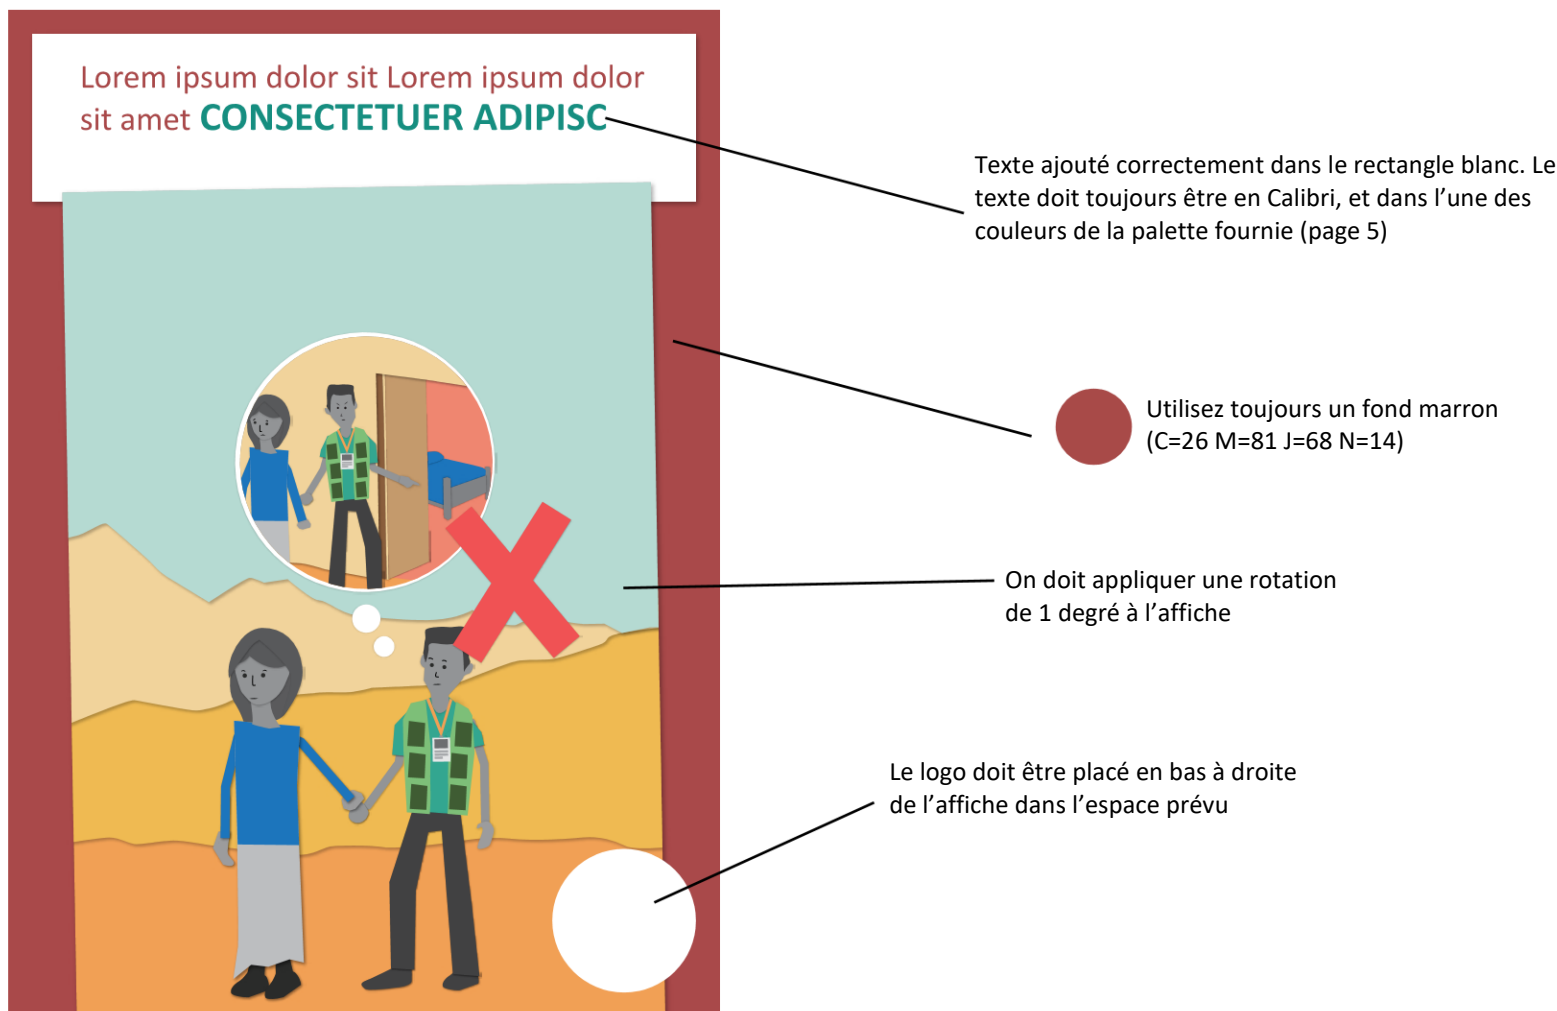 Lorem ipsum dolor sit Lorem ipsum dolor
sit amet CONSECTETUER ADIPISC
Texte ajouté correctement dans le rectangle blanc. Le
texte doit toujours être en Calibri, et dans l’une des
couleurs de la palette fournie (page 5)
Utilisez toujours un fond marron
(C=26 M=81 J=68 N=14)
On doit appliquer une rotation
de 1 degré à l’affiche
Le logo doit être placé en bas à droite
de l’affiche dans l’espace prévu